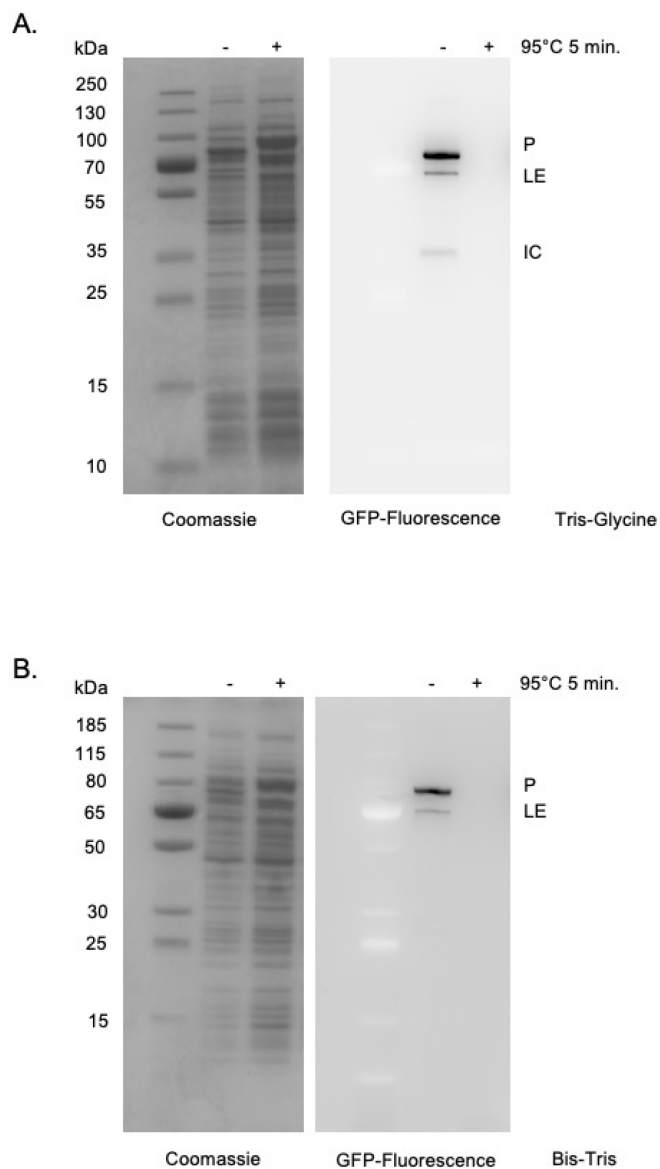 A.
kDa - + - + 95°C 5 min.
250
130
100
70
55
35
25
15
10
P
LE
IC
Coomassie GFP-Fluorescence Tris-Glycine
B.
kDa - + - + 95°C 5 min.
185
115
80
65
50
30
25
15
P
LE
Coomassie GFP-Fluorescence Bis-Tris